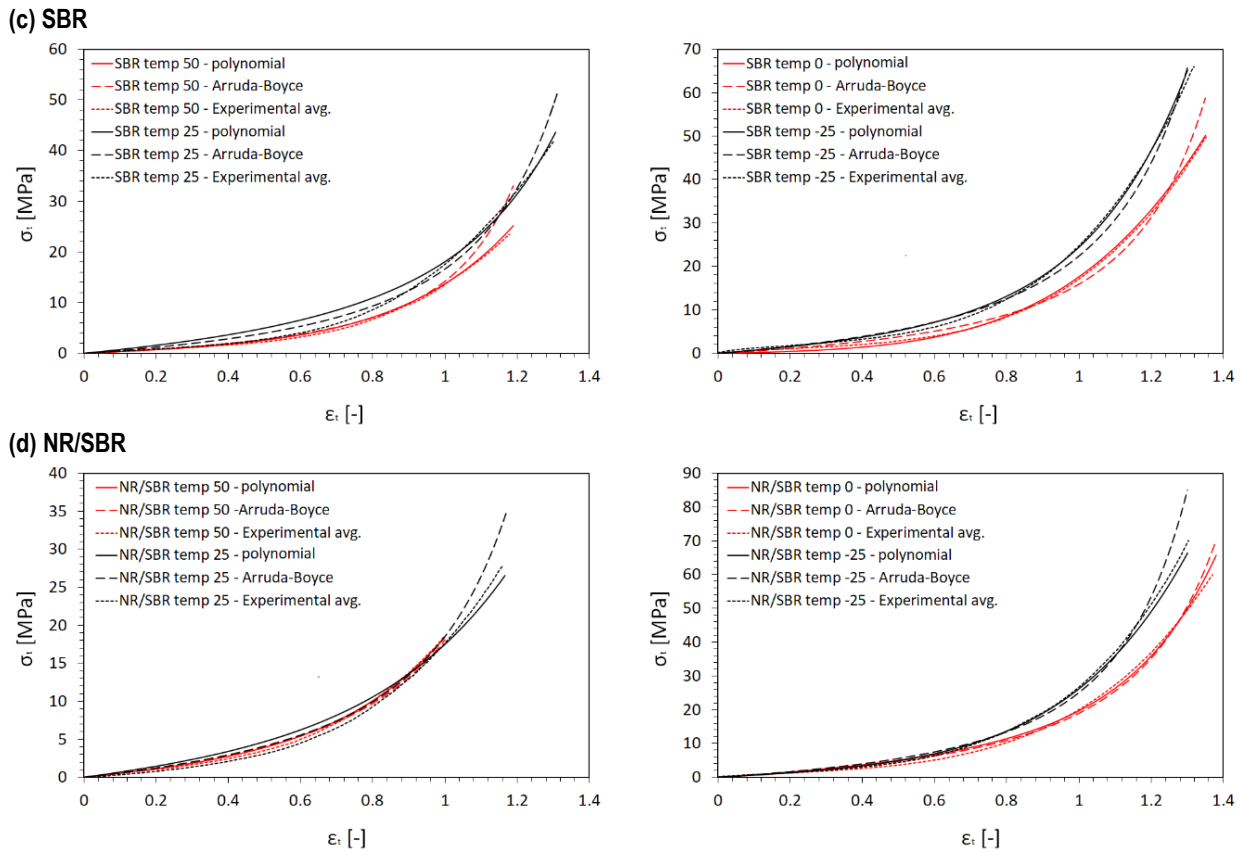 (c) SBR
60
50
40
30
20
10
0
0
0.2
0.4
0.6
0.8
1
1.2
1.4
σₜ [MPa]
εₜ [-]
SBR temp 50 - polynomial
SBR temp 50 - Arruda-Boyce
SBR temp 50 - Experimental avg.
SBR temp 25 - polynomial
SBR temp 25 - Arruda-Boyce
SBR temp 25 - Experimental avg.
70
60
50
40
30
20
10
0
0
0.2
0.4
0.6
0.8
1
1.2
1.4
σₜ [MPa]
εₜ [-]
SBR temp 0 - polynomial
SBR temp 0 - Arruda-Boyce
SBR temp 0 - Experimental avg.
SBR temp -25 - polynomial
SBR temp -25 - Arruda-Boyce
SBR temp -25 - Experimental avg.
(d) NR/SBR
40
35
30
25
20
15
10
5
0
0
0.2
0.4
0.6
0.8
1
1.2
1.4
σₜ [MPa]
εₜ [-]
NR/SBR temp 50 - polynomial
NR/SBR temp 50 -Arruda-Boyce
NR/SBR temp 50 - Experimental avg.
NR/SBR temp 25 - polynomial
NR/SBR temp 25 - Arruda-Boyce
NR/SBR temp 25 - Experimental avg.
90
80
70
60
50
40
30
20
10
0
0
0.2
0.4
0.6
0.8
1
1.2
1.4
σₜ [MPa]
εₜ [-]
NR/SBR temp 0 - polynomial
NR/SBR temp 0 - Arruda-Boyce
NR/SBR temp 0 - Experimental avg.
NR/SBR temp -25 - polynomial
NR/SBR temp -25 - Arruda-Boyce
NR/SBR temp -25 - Experimental avg.